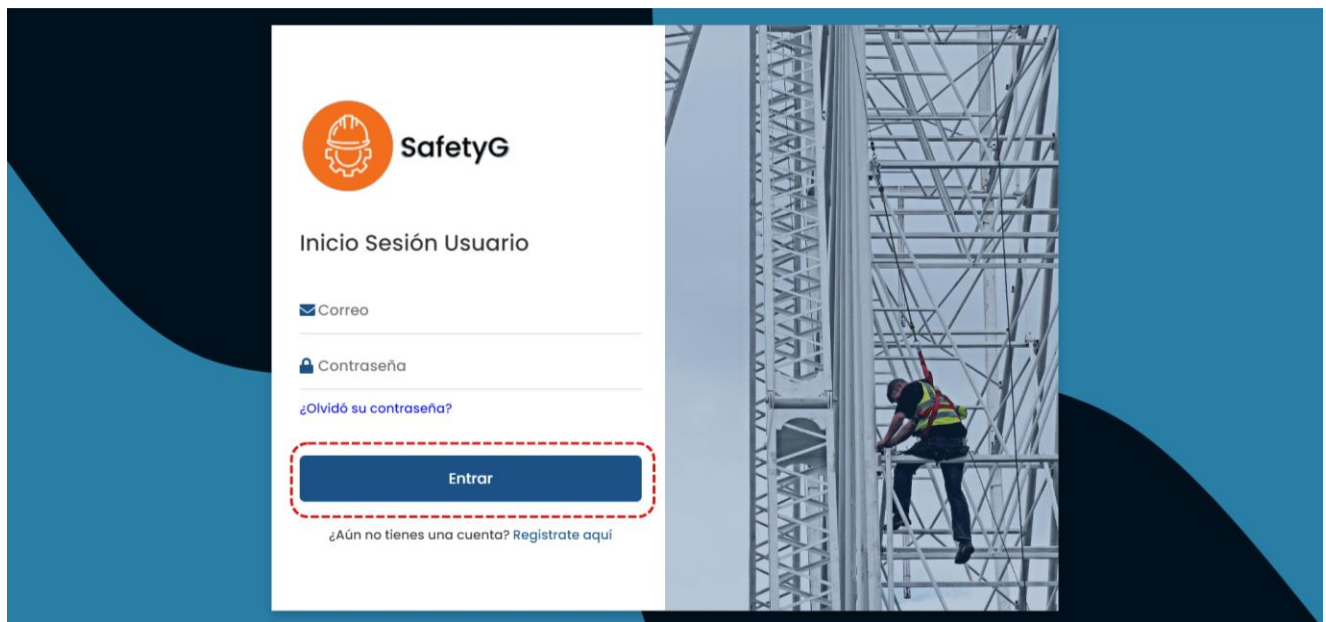 SafetyG
Inicio Sesión Usuario
Correo
Contraseña
¿Olvidó su contraseña?
Entrar
¿Aún no tienes una cuenta? Registrate aquí